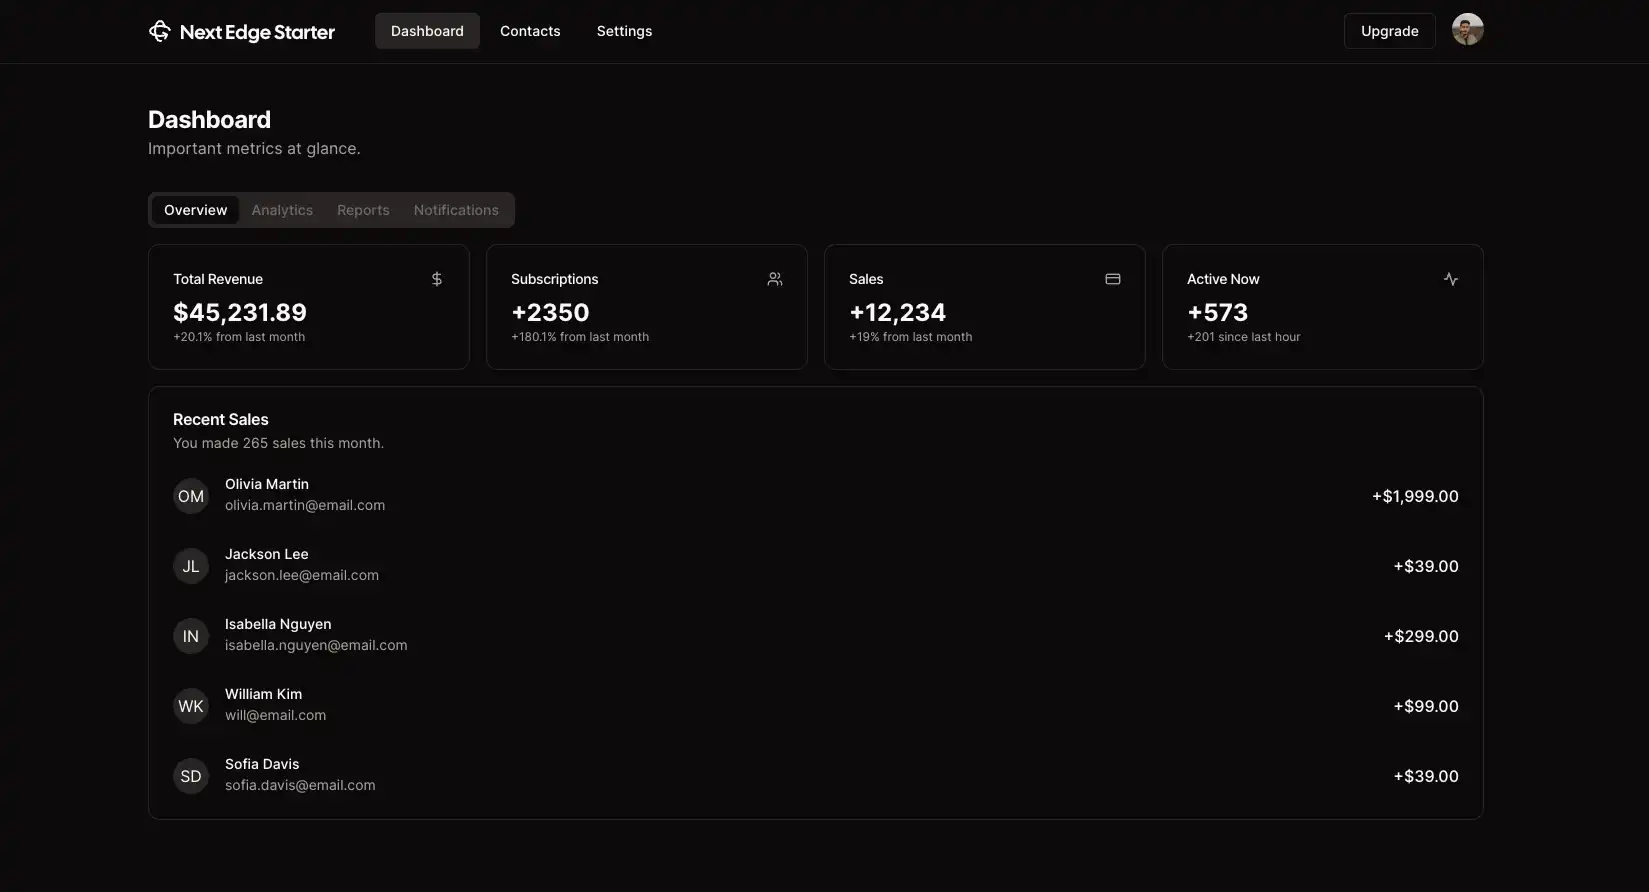 Next Edge Starter
Dashboard
Contacts
Settings
Upgrade
Dashboard
Important metrics at glance.
Overview
Analytics
Reports
Notifications
Total Revenue
$
$45,231.89
+20.1% from last month
Subscriptions
+2350
+180.1% from last month
Sales
+12,234
+19% from last month
Active Now
+573
+201 since last hour
Recent Sales
You made 265 sales this month.
OM
Olivia Martin
olivia.martin@email.com
+$1,999.00
JL
Jackson Lee
jackson.lee@email.com
+$39.00
IN
Isabella Nguyen
isabella.nguyen@email.com
+$299.00
WK
William Kim
will@email.com
+$99.00
SD
Sofia Davis
sofia.davis@email.com
+$39.00